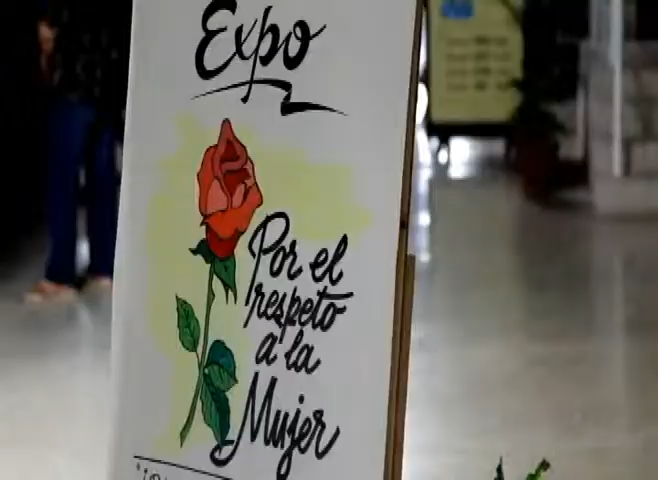 Expo
Por el
respeto
a la
Mujer